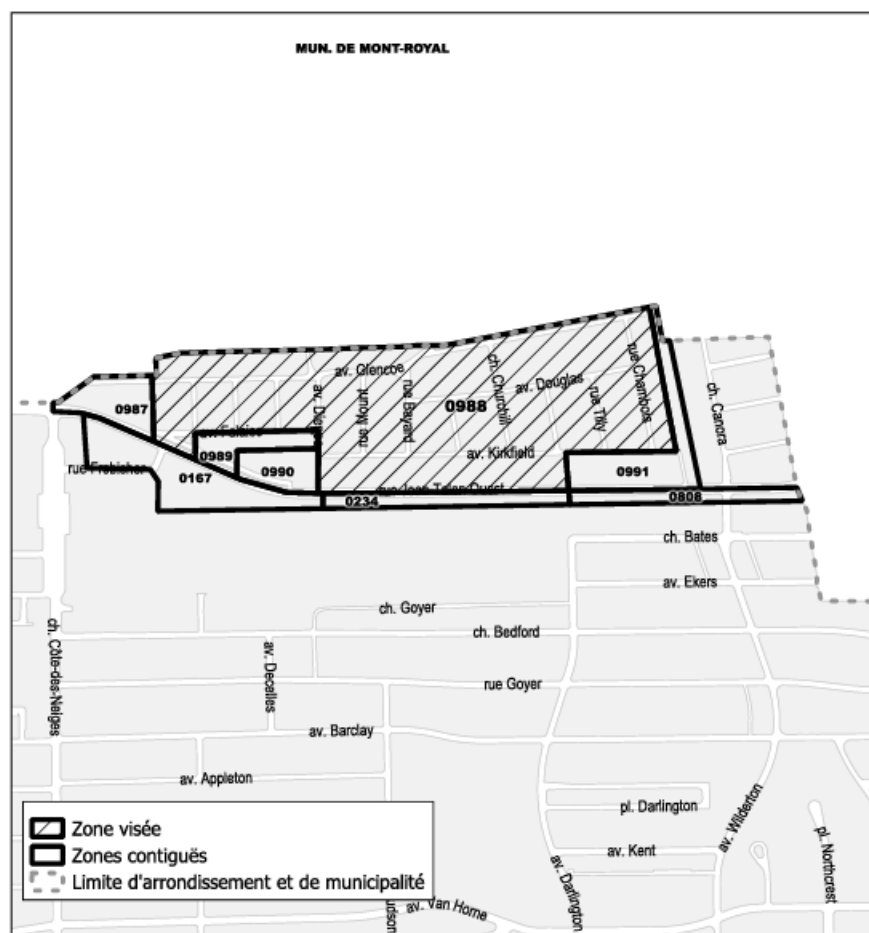 MUN. DE MONT-ROYAL
av. Glencoe
ch. Churchill
rue Chambois
av. Douglas
0987
rue Tilly
ch. Canora
rue Bayard
0988
0989
av. Kirkfield
rue Frobisher
0990
0991
0167
0234
0808
ch. Bates
av. Ekers
ch. Goyer
ch. Bedford
ch. Côte-des-Neiges
av. Decelles
rue Goyer
av. Barclay
av. Appleton
pl. Darlington
av. Wilderton
av. Kent
pl. Northcrest
av. Darlington
av. Van Horne
Zone visée
Zones contiguës
Limite d'arrondissement et de municipalité